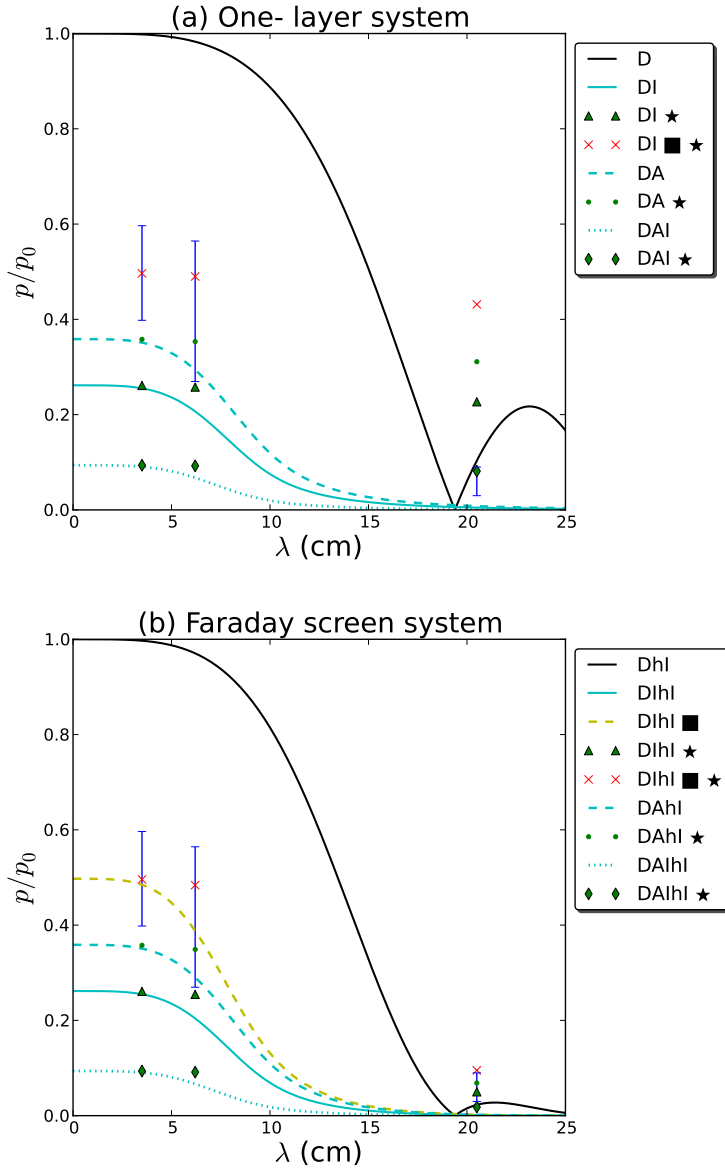 (a) One- layer system
1.0
0.8
0.6
0.4
0.2
0.0
p/p₀
0 5 10 15 20 25
λ (cm)
D
DI
DI ★
DI ■ ★
DA
DA ★
DAI
DAI ★
(b) Faraday screen system
1.0
0.8
0.6
0.4
0.2
0.0
p/p₀
0 5 10 15 20 25
λ (cm)
DhI
DIhI
DIhI ■
DIhI ★
DIhI ■ ★
DAhI
DAhI ★
DAIhI
DAIhI ★